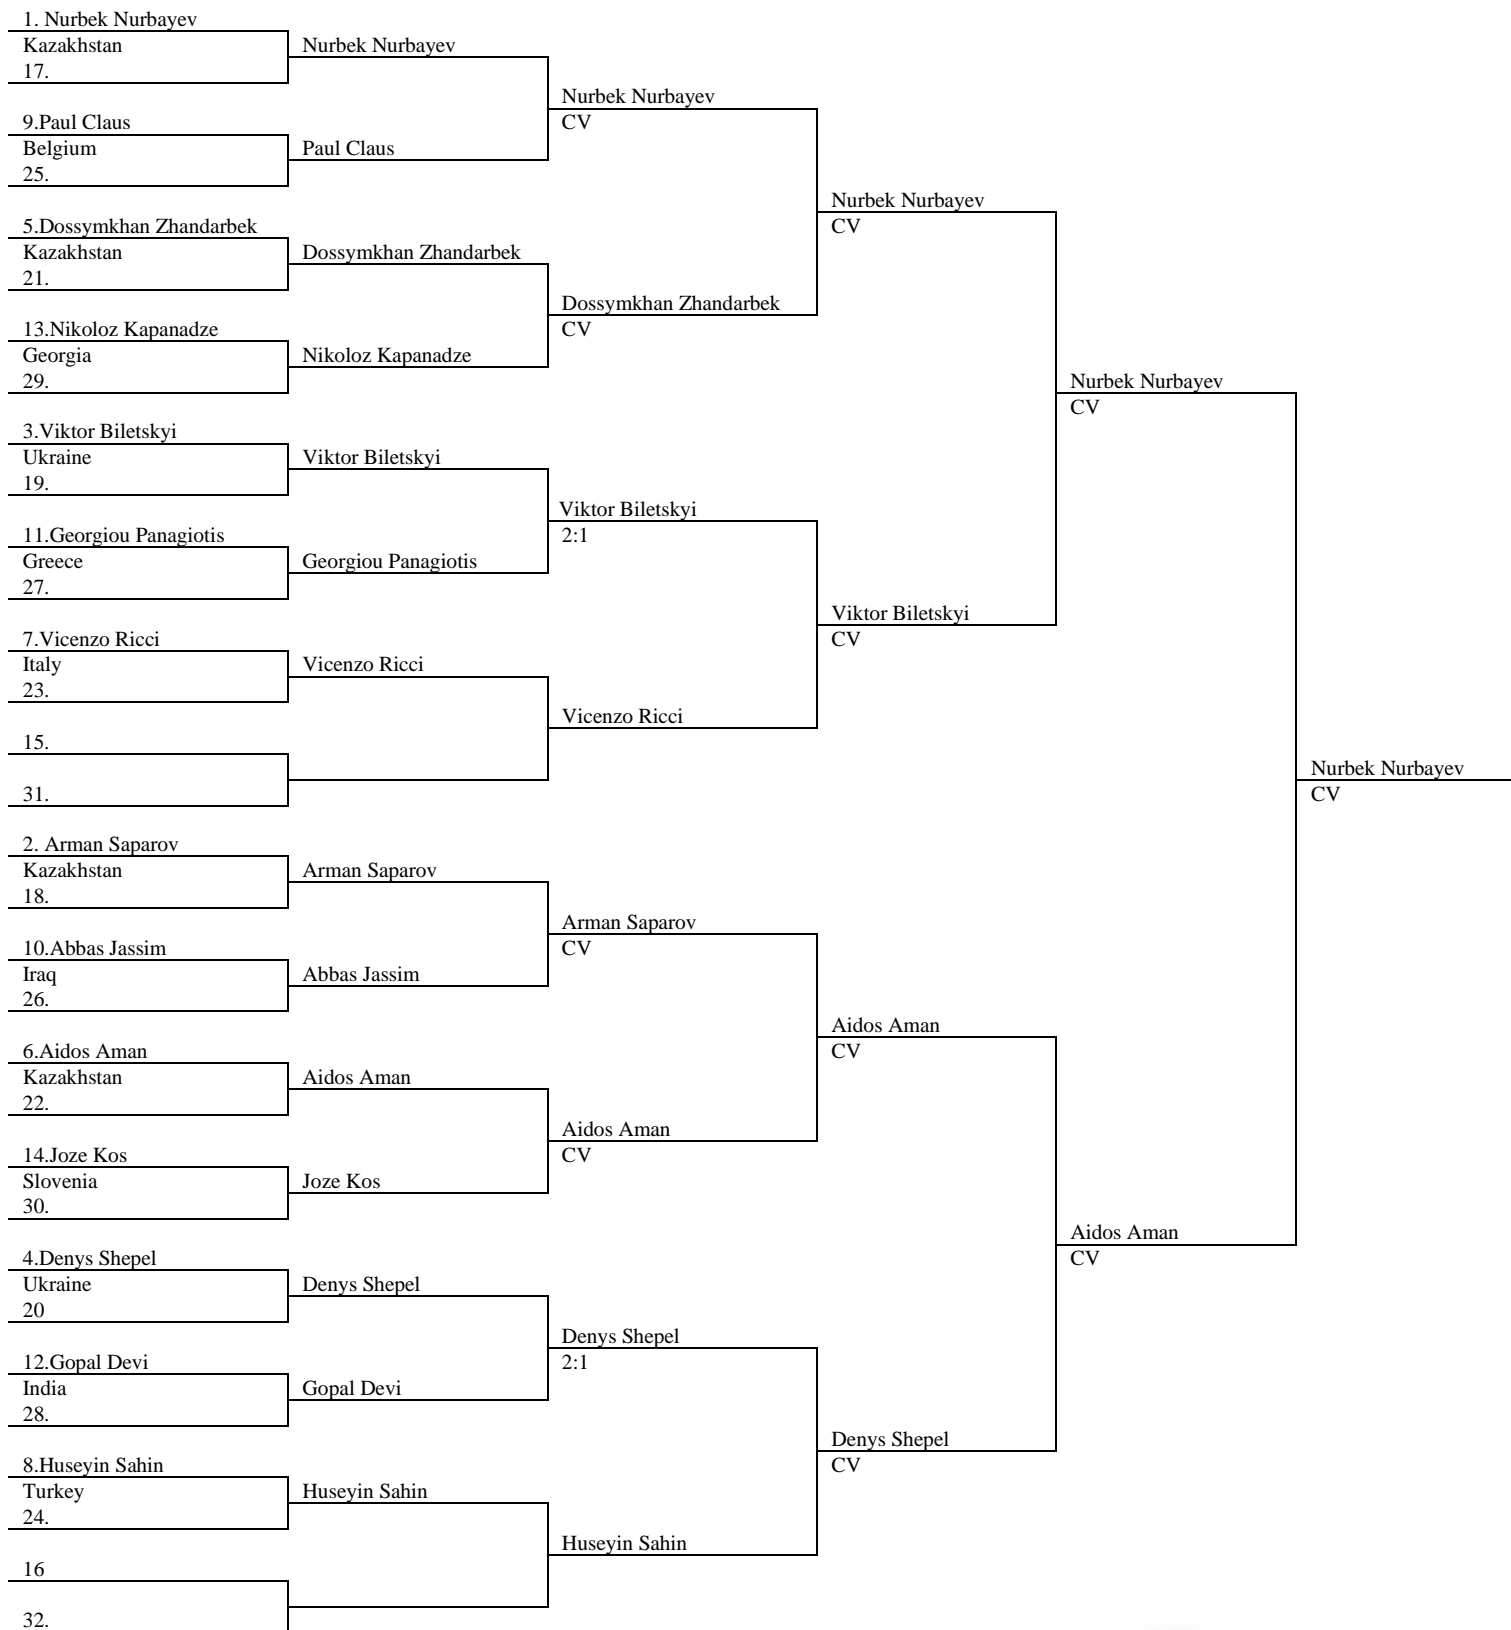 1. Nurbek Nurbayev
Kazakhstan
17.
9.Paul Claus
Belgium
25.
5.Dossymkhan Zhandarbek
Kazakhstan
21.
13.Nikoloz Kapanadze
Georgia
29.
3.Viktor Biletskyi
Ukraine
19.
11.Georgiou Panagiotis
Greece
27.
7.Vicenzo Ricci
Italy
23.
15.
31.
2. Arman Saparov
Kazakhstan
18.
10.Abbas Jassim
Iraq
26.
6.Aidos Aman
Kazakhstan
22.
14.Joze Kos
Slovenia
30.
4.Denys Shepel
Ukraine
20
12.Gopal Devi
India
28.
8.Huseyin Sahin
Turkey
24.
16
32.
Nurbek Nurbayev
Paul Claus
Dossymkhan Zhandarbek
Nikoloz Kapanadze
Viktor Biletskyi
Georgiou Panagiotis
Vicenzo Ricci
Arman Saparov
Abbas Jassim
Aidos Aman
Joze Kos
Denys Shepel
Gopal Devi
Huseyin Sahin
Nurbek Nurbayev
CV
Dossymkhan Zhandarbek
CV
Viktor Biletskyi
2:1
Vicenzo Ricci
Arman Saparov
CV
Aidos Aman
CV
Denys Shepel
2:1
Huseyin Sahin
Nurbek Nurbayev
CV
Viktor Biletskyi
CV
Aidos Aman
CV
Denys Shepel
CV
Nurbek Nurbayev
CV
Aidos Aman
CV
Nurbek Nurbayev
CV